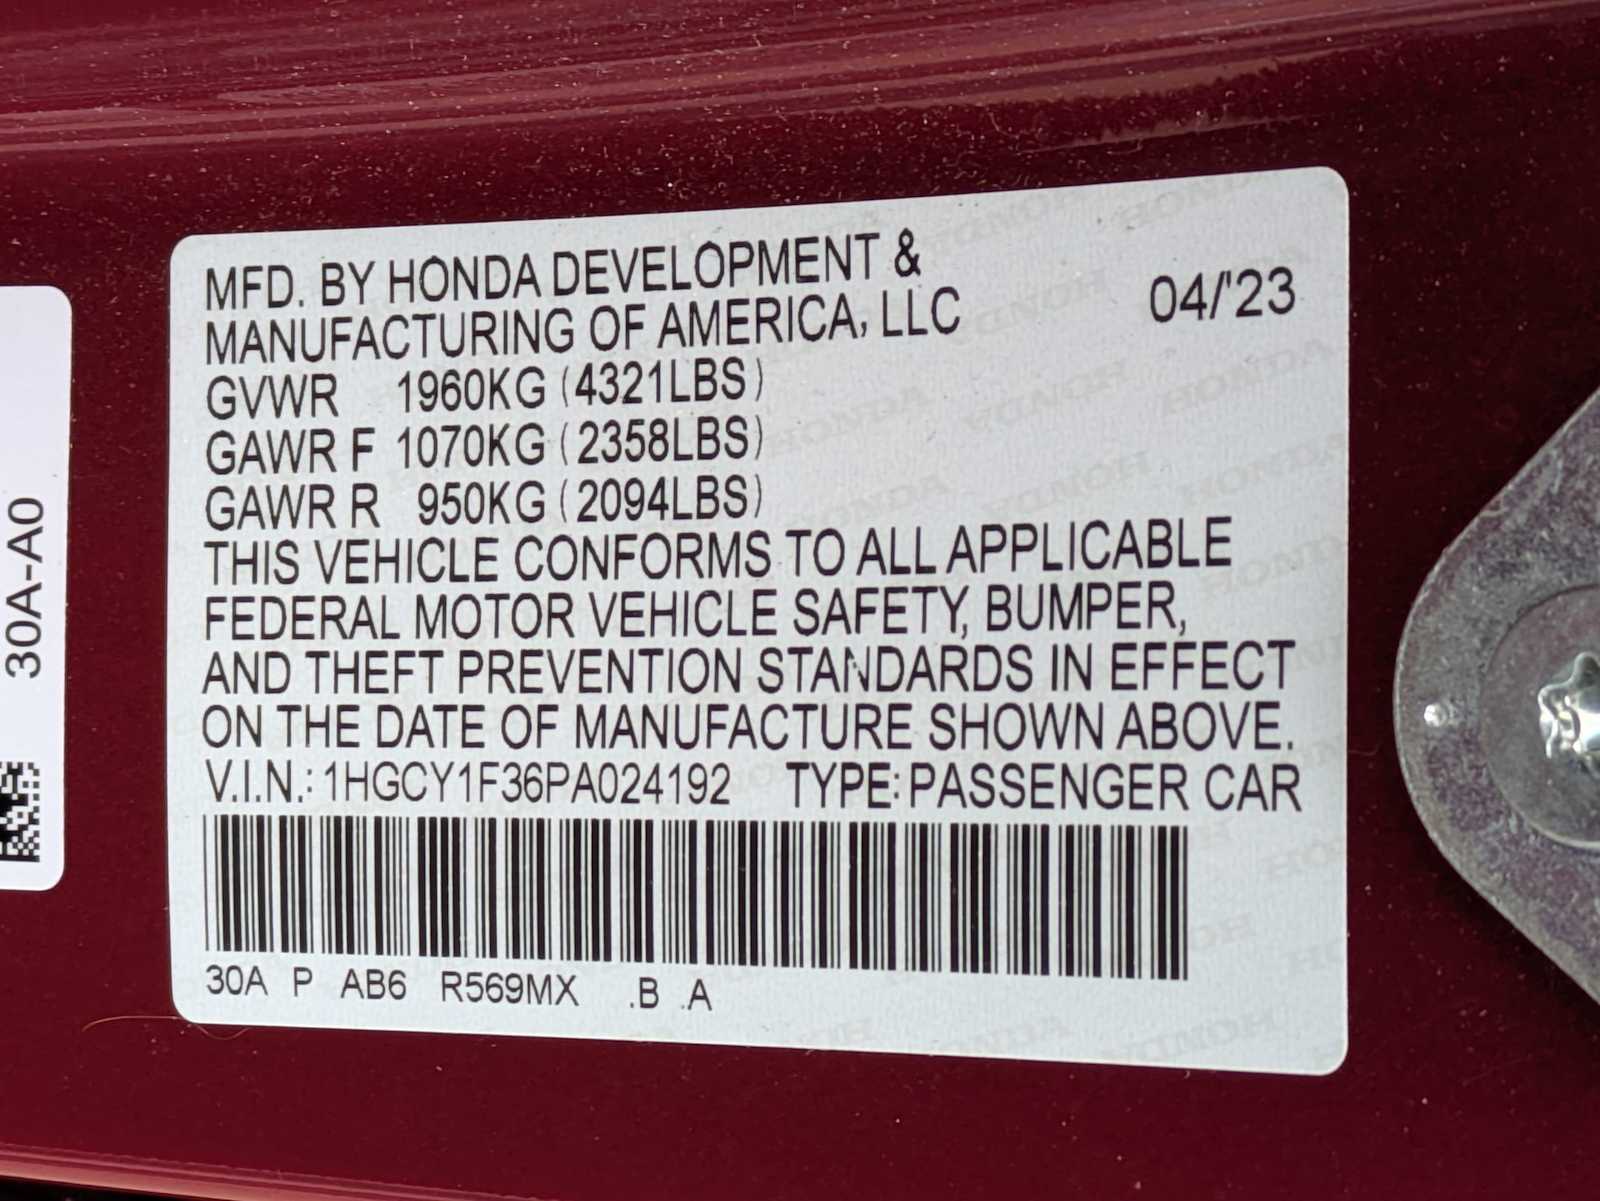 MFD. BY HONDA DEVELOPMENT &
MANUFACTURING OF AMERICA, LLC 04/'23
GVWR 1960KG (4321LBS)
GAWR F 1070KG (2358LBS)
GAWR R 950KG (2094LBS)
THIS VEHICLE CONFORMS TO ALL APPLICABLE
FEDERAL MOTOR VEHICLE SAFETY, BUMPER,
AND THEFT PREVENTION STANDARDS IN EFFECT
ON THE DATE OF MANUFACTURE SHOWN ABOVE.
V.I.N.: 1HGCY1F36PA024192 TYPE: PASSENGER CAR
30A P AB6 R569MX .B .A
30A-A0